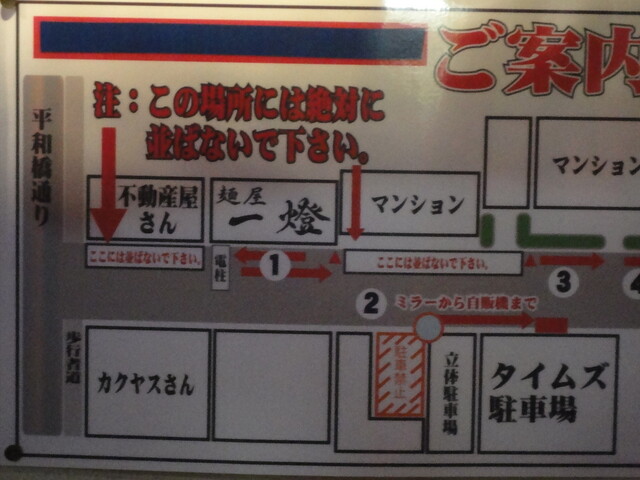 ご案内
注：この場所には絶対に
並ばないで下さい。
平和橋通り
不動産屋
さん
麺屋
一燈
マンション
マンション
ここには並ばないで下さい。
電柱
1
ここには並ばないで下さい。
3
4
2
ミラーから自販機まで
歩行者道
カクヤスさん
駐車禁止
立体駐車場
タイムズ
駐車場